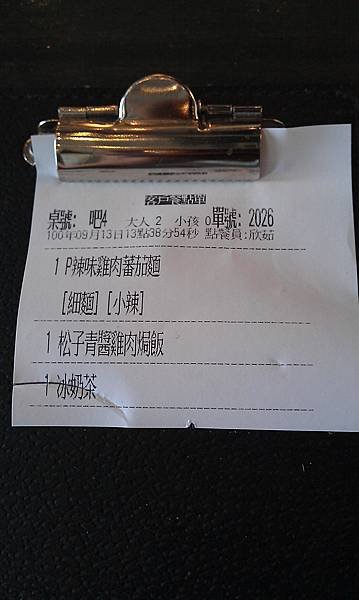 客戶餐點單
桌號: 吧4 大人 2 小孩 0單號: 2026
100年09月13日13點38分54秒 點餐員:欣茹
1 P辣味雞肉蕃茄麵
[細麵] [小辣]
1 松子青醬雞肉焗飯
1 冰奶茶